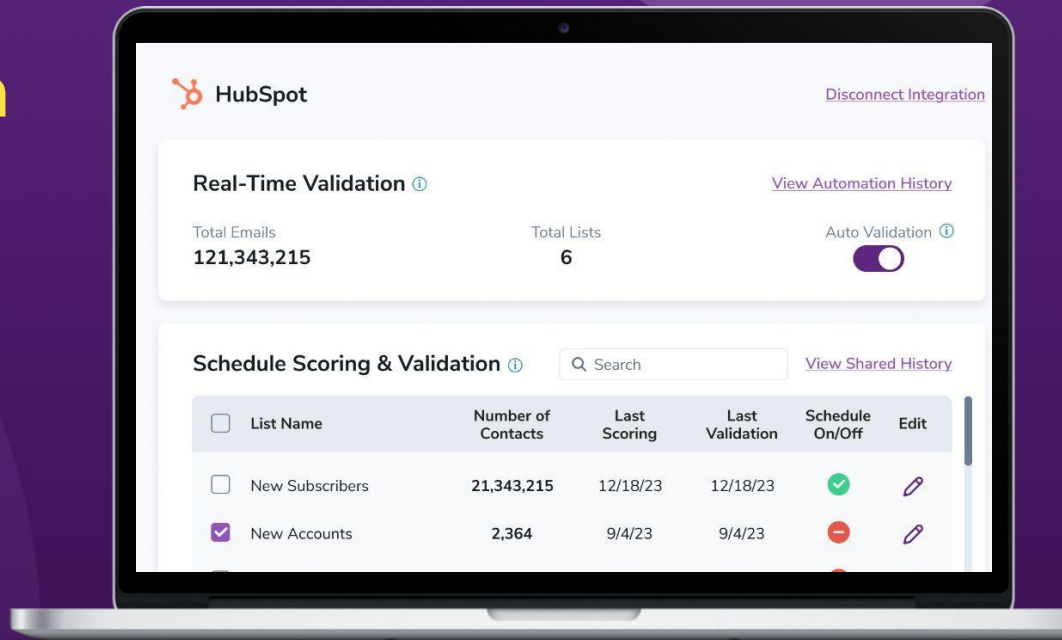 HubSpot
Disconnect Integration
Real-Time Validation
View Automation History
Total Emails
Total Lists
Auto Validation
121,343,215
6
Schedule Scoring & Validation
Search
View Shared History
List Name
Number of
Contacts
Last
Scoring
Last
Validation
Schedule
On/Off
Edit
New Subscribers
21,343,215
12/18/23
12/18/23
New Accounts
2,364
9/4/23
9/4/23